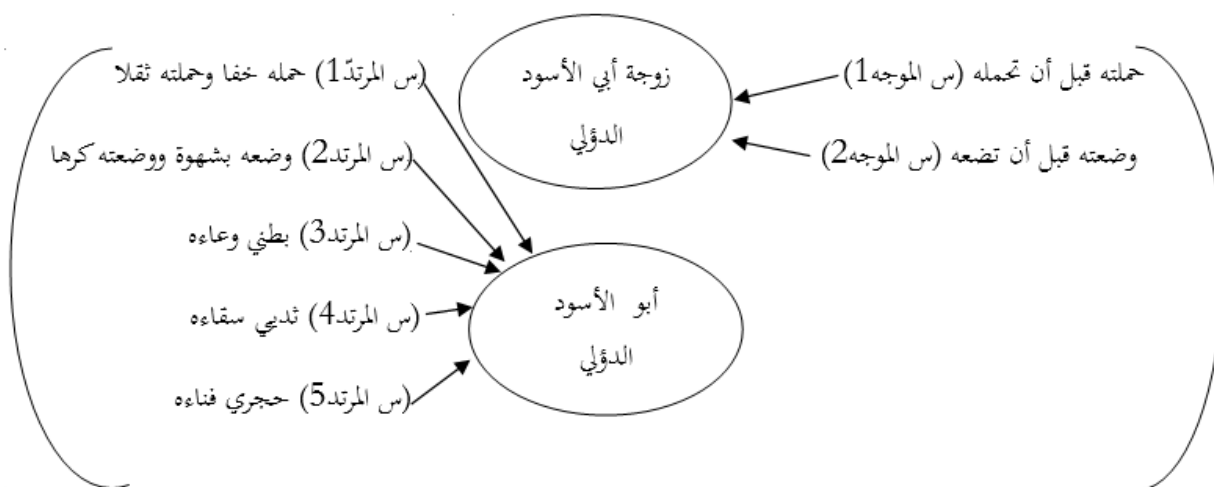 حملته قبل أن تحمله (س الموجه1)
وضعته قبل أن تضعه (س الموجه2)
زوجة أبي الأسود
الدؤلي
(س المرتدّ1) حمله خفا وحملته ثقلا
(س المرتد2) وضعه بشهوة ووضعته كرها
(س المرتد3) بطني وعاءه
(س المرتد4) ثديي سقاءه
(س المرتد5) حجري فناءه
أبو الأسود
الدؤلي